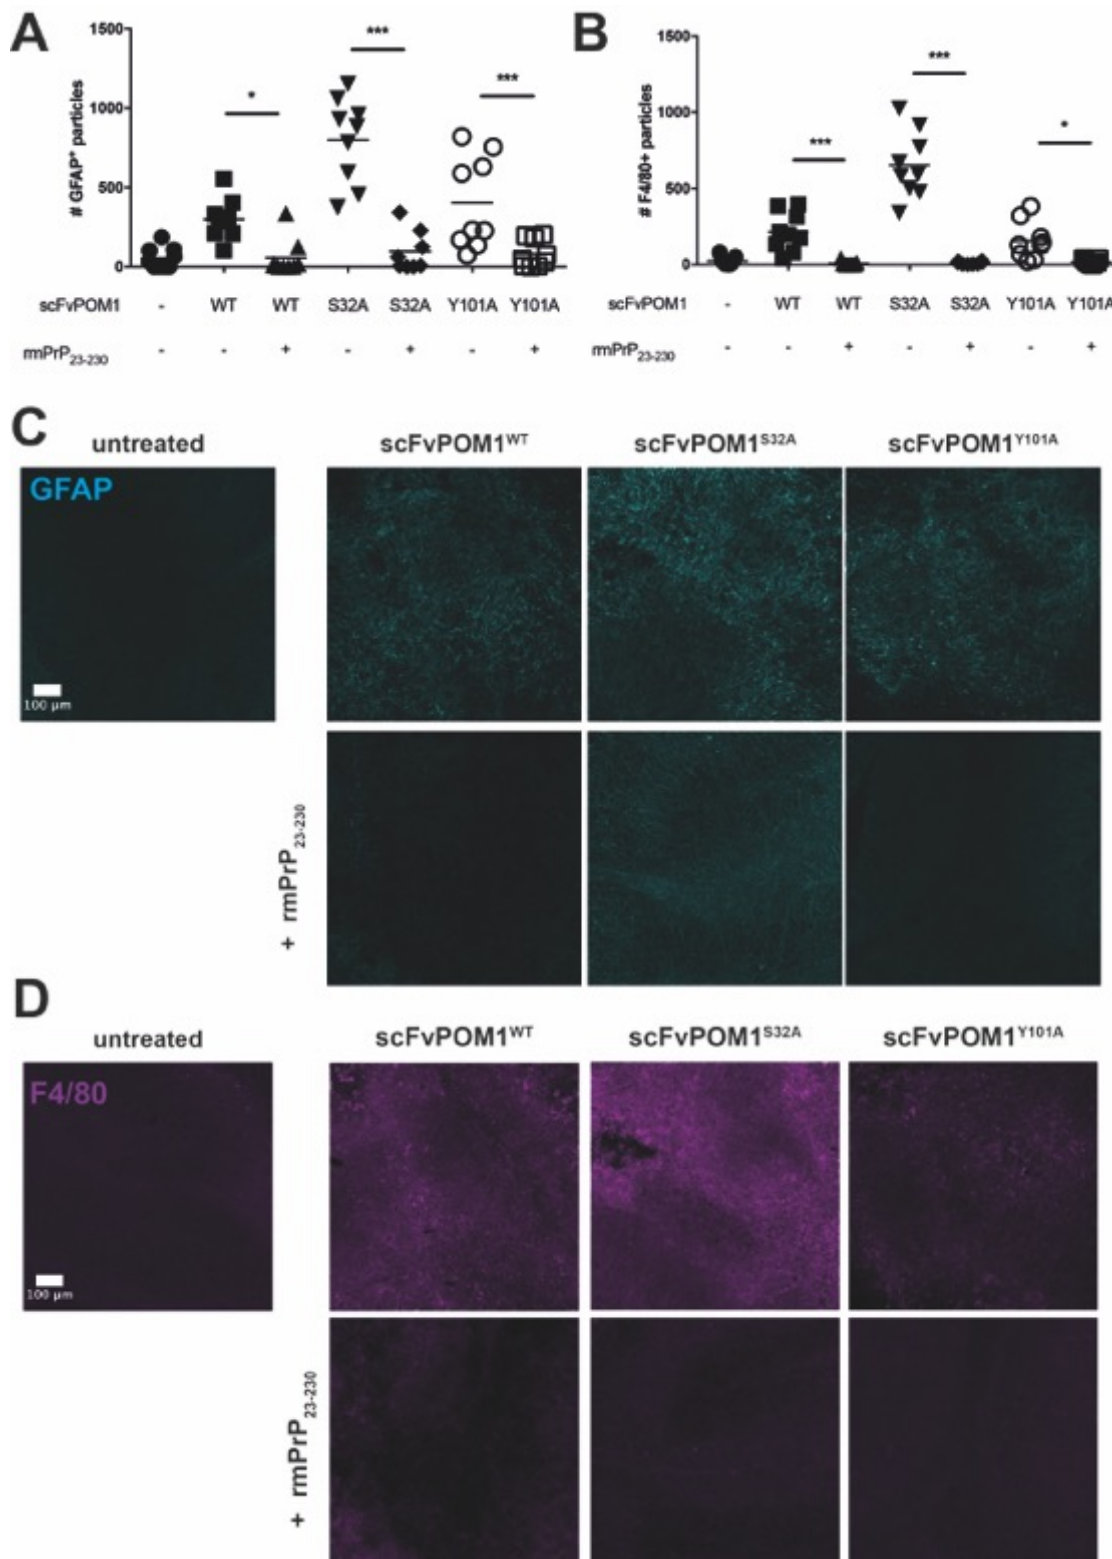 A
B
1500
1000
500
0
# GFAP⁺ particles
*
***
***
scFvPOM1 - WT WT S32A S32A Y101A Y101A
rmPrP₂₃₋₂₃₀ - - + - + - +
1500
1000
500
0
# F4/80+ particles
***
***
*
scFvPOM1 - WT WT S32A S32A Y101A Y101A
rmPrP₂₃₋₂₃₀ - - + - + - +
C
untreated scFvPOM1ᵂᵀ scFvPOM1ˢ³²ᴬ scFvPOM1ʸ¹⁰¹ᴬ
GFAP
100 µm
+ rmPrP₂₃₋₂₃₀
D
untreated scFvPOM1ᵂᵀ scFvPOM1ˢ³²ᴬ scFvPOM1ʸ¹⁰¹ᴬ
F4/80
100 µm
+ rmPrP₂₃₋₂₃₀